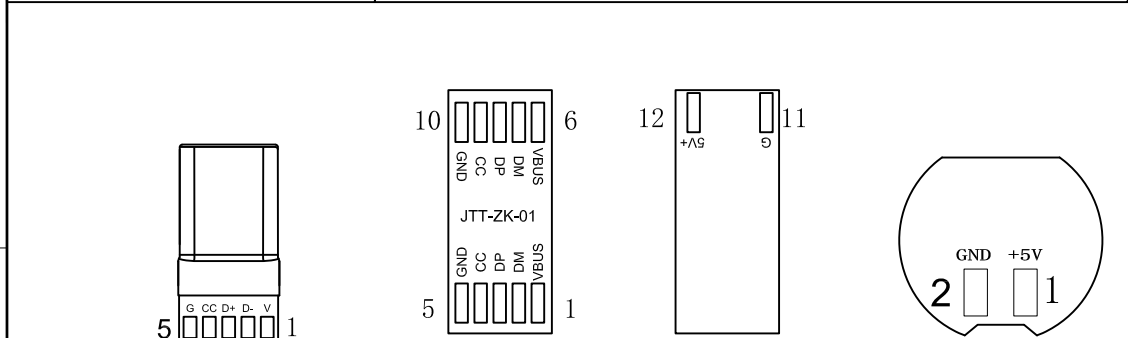 10
6
GND CC DP DM VBUS
JTT-ZK-01
GND CC DP DM VBUS
5
1
12
11
5V+
G
GND +5V
2
1
G CC D+ D- V
5
1